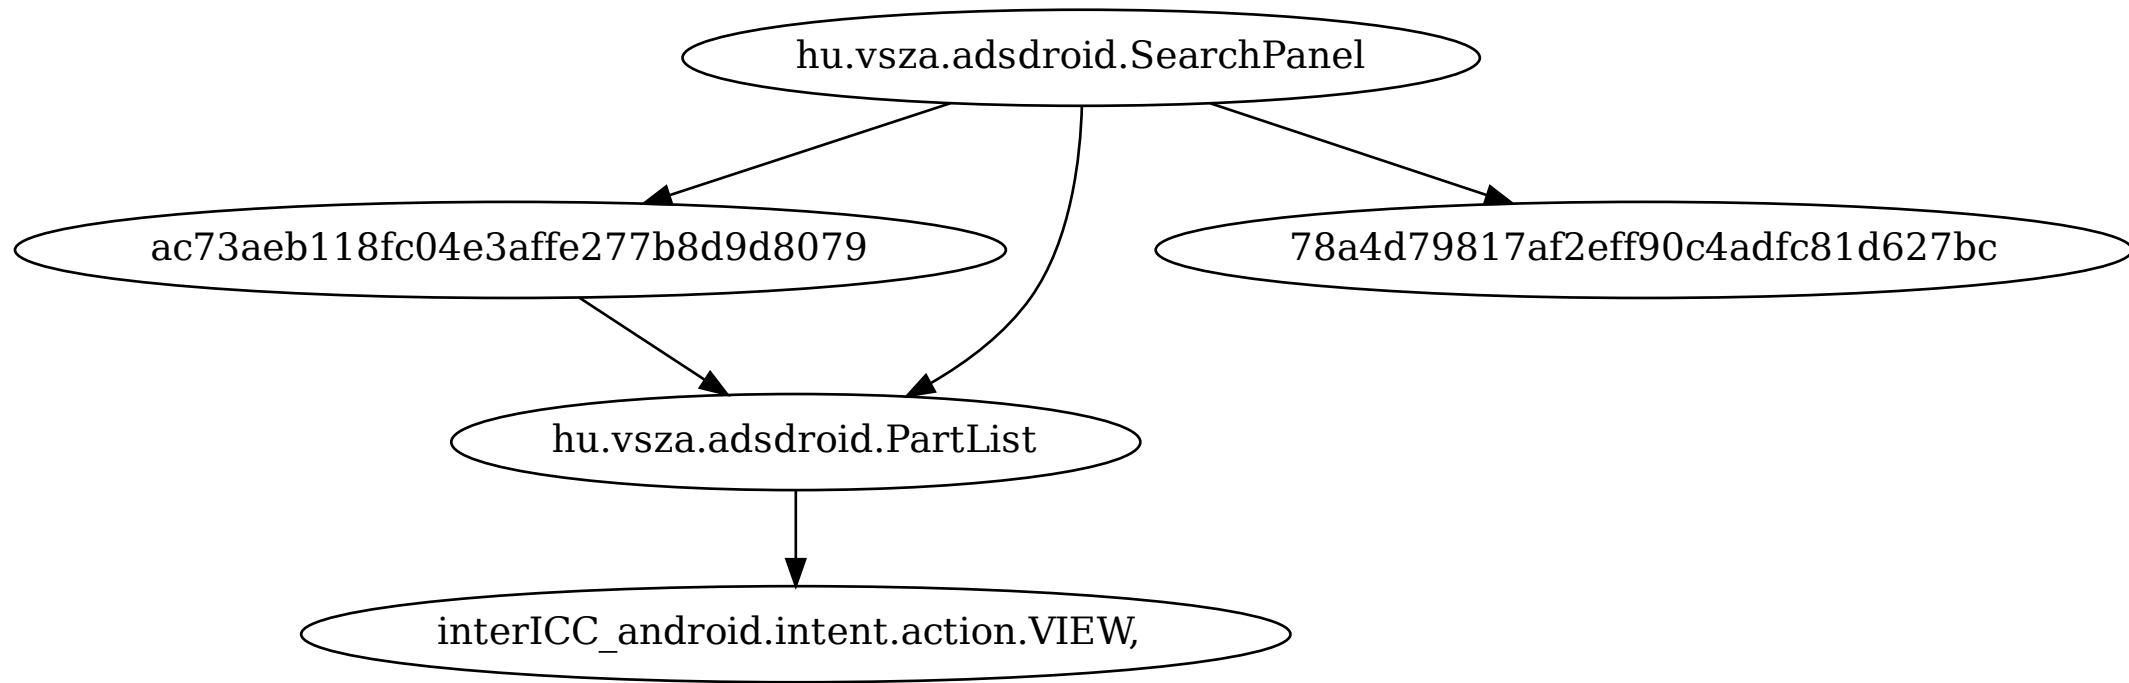 hu.vsza.adsdroid.SearchPanel
ac73aeb118fc04e3affe277b8d9d8079
78a4d79817af2eff90c4adfc81d627bc
hu.vsza.adsdroid.PartList
interICC_android.intent.action.VIEW,